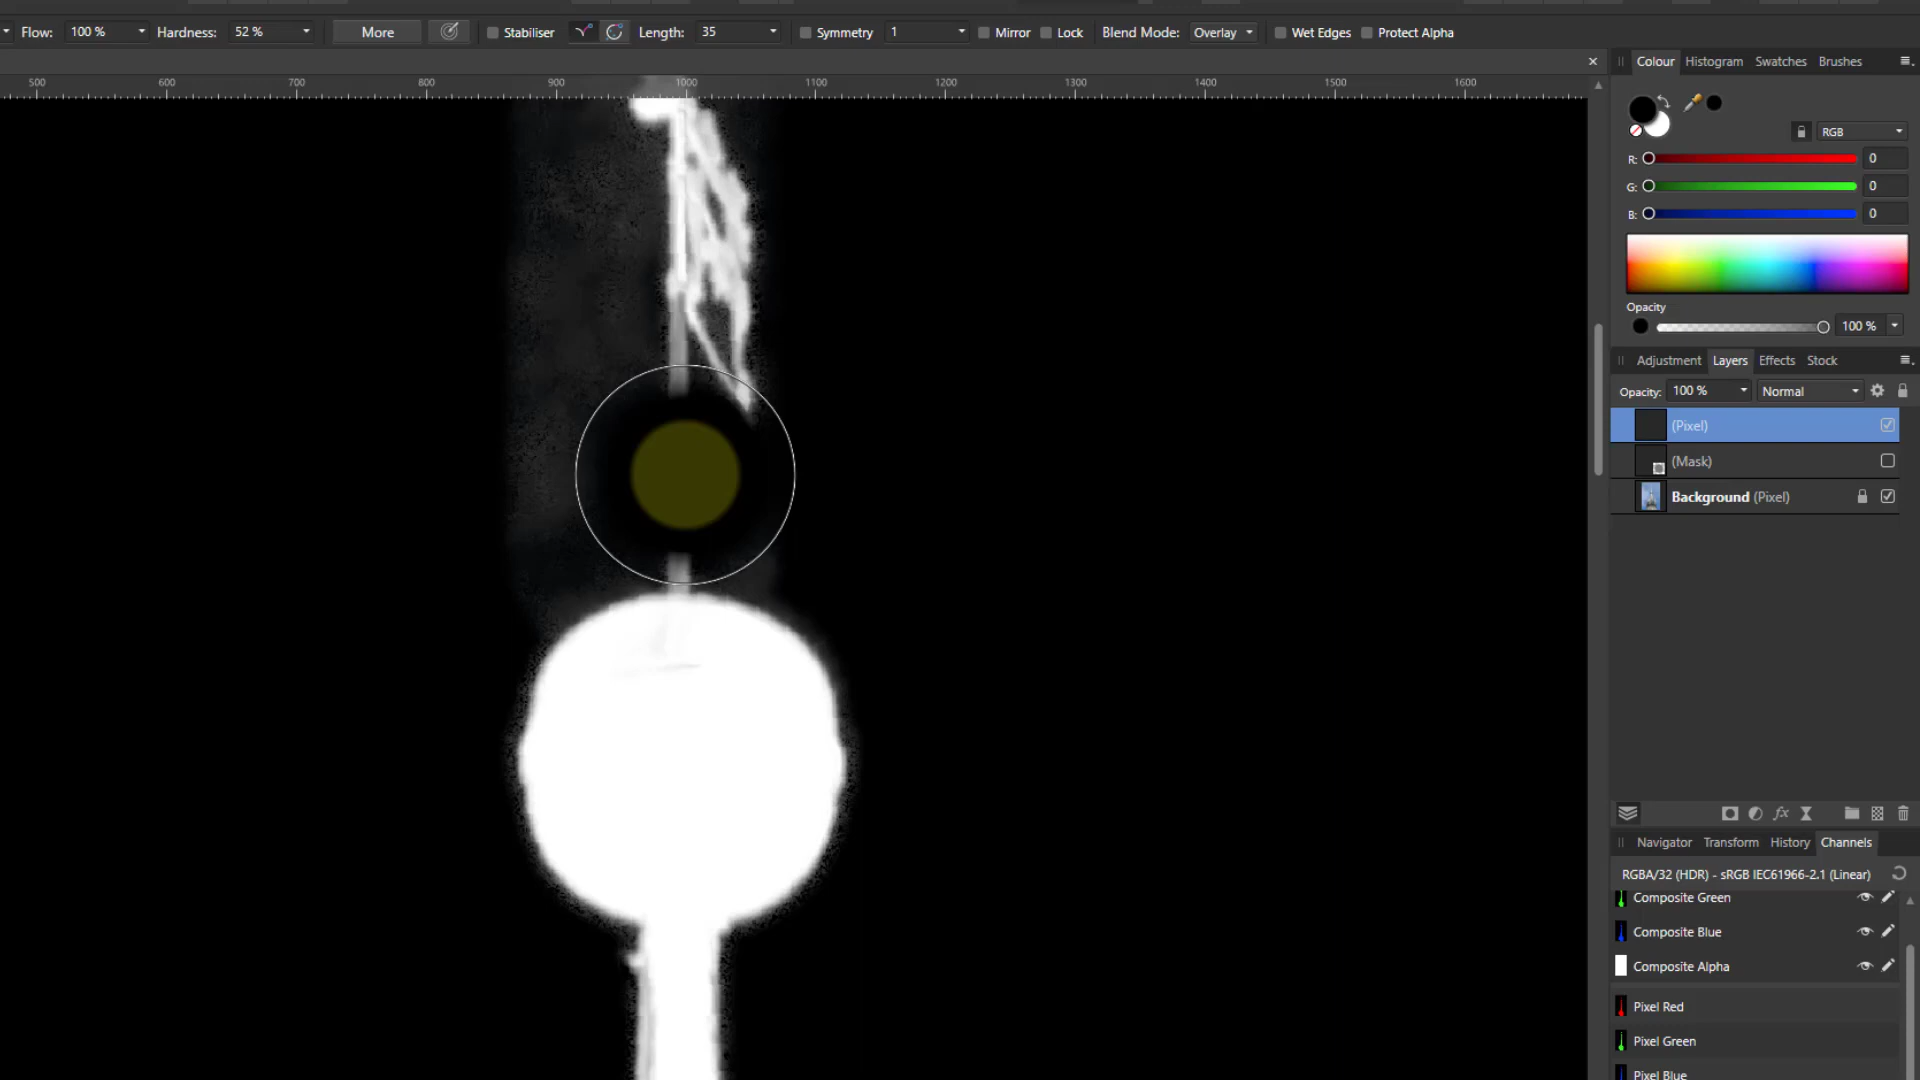 Flow: 100 % Hardness: 52 % More Stabiliser Length: 35 Symmetry 1 Mirror Lock Blend Mode: Overlay Wet Edges Protect Alpha
500 600 700 800 900 1000 1100 1200 1300 1400 1500 1600
Colour Histogram Swatches Brushes
RGB
R: 0
G: 0
B: 0
Opacity
100 %
Adjustment Layers Effects Stock
Opacity: 100 % Normal
(Pixel)
(Mask)
Background (Pixel)
fx
Navigator Transform History Channels
RGBA/32 (HDR) - sRGB IEC61966-2.1 (Linear)
Composite Green
Composite Blue
Composite Alpha
Pixel Red
Pixel Green
Pixel Blue